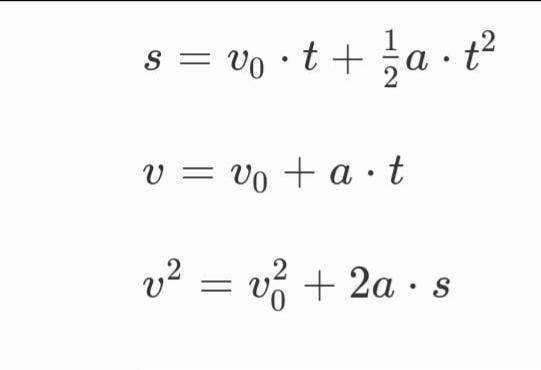 s = v₀ · t + ½a · t²
v = v₀ + a · t
v² = v₀² + 2a · s